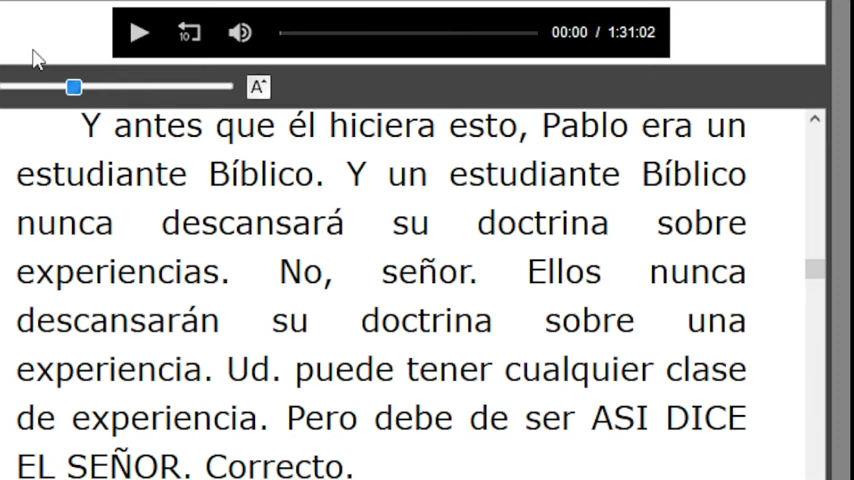 10
00:00 / 1:31:02
A
Y antes que él hiciera esto, Pablo era un
estudiante Bíblico. Y un estudiante Bíblico
nunca descansará su doctrina sobre
experiencias. No, señor. Ellos nunca
descansarán su doctrina sobre una
experiencia. Ud. puede tener cualquier clase
de experiencia. Pero debe de ser ASI DICE
EL SEÑOR. Correcto.